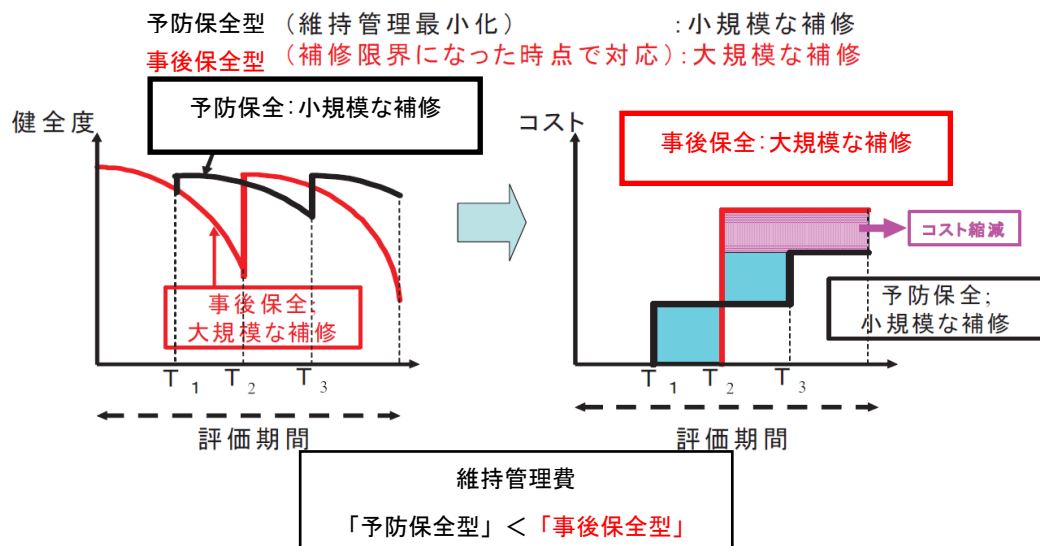 予防保全型(維持管理最小化) :小規模な補修
事後保全型(補修限界になった時点で対応):大規模な補修
予防保全:小規模な補修
健全度
事後保全;
大規模な補修
T1 T2 T3
評価期間
コスト
事後保全:大規模な補修
コスト縮減
予防保全;
小規模な補修
T1 T2 T3
評価期間
維持管理費
「予防保全型」<「事後保全型」